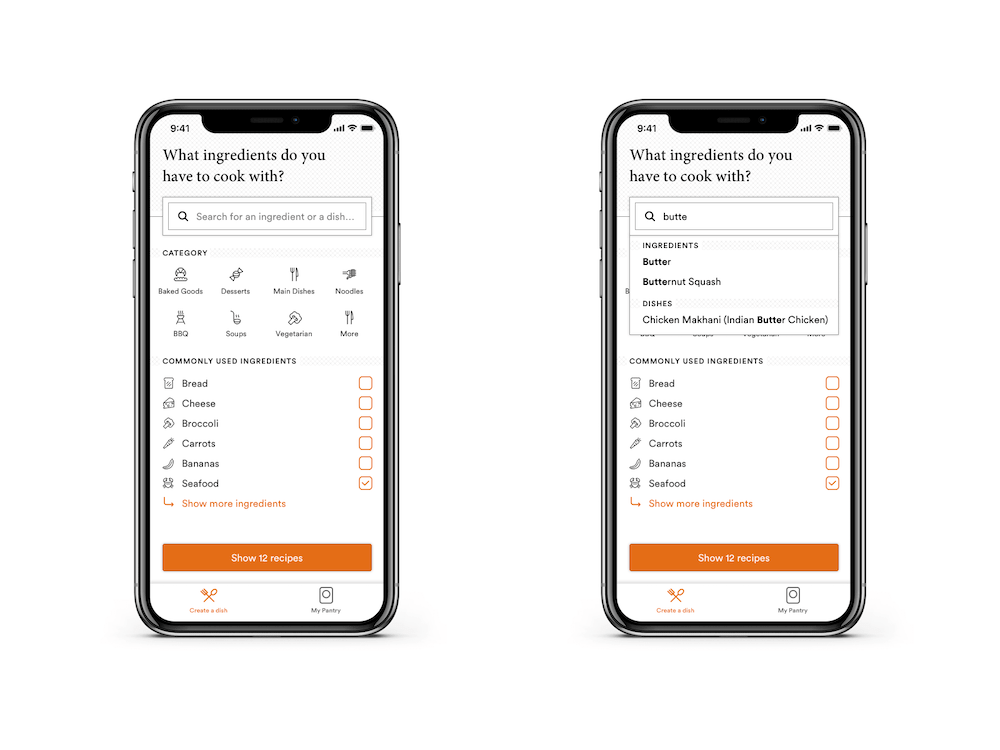 9:41
What ingredients do you
have to cook with?
Search for an ingredient or a dish...
CATEGORY
Baked Goods Desserts Main Dishes Noodles
BBQ Soups Vegetarian More
COMMONLY USED INGREDIENTS
Bread
Cheese
Broccoli
Carrots
Bananas
Seafood
Show more ingredients
Show 12 recipes
Create a dish My Pantry
9:41
What ingredients do you
have to cook with?
butte
INGREDIENTS
Butter
Butternut Squash
DISHES
Chicken Makhani (Indian Butter Chicken)
COMMONLY USED INGREDIENTS
Bread
Cheese
Broccoli
Carrots
Bananas
Seafood
Show more ingredients
Show 12 recipes
Create a dish My Pantry